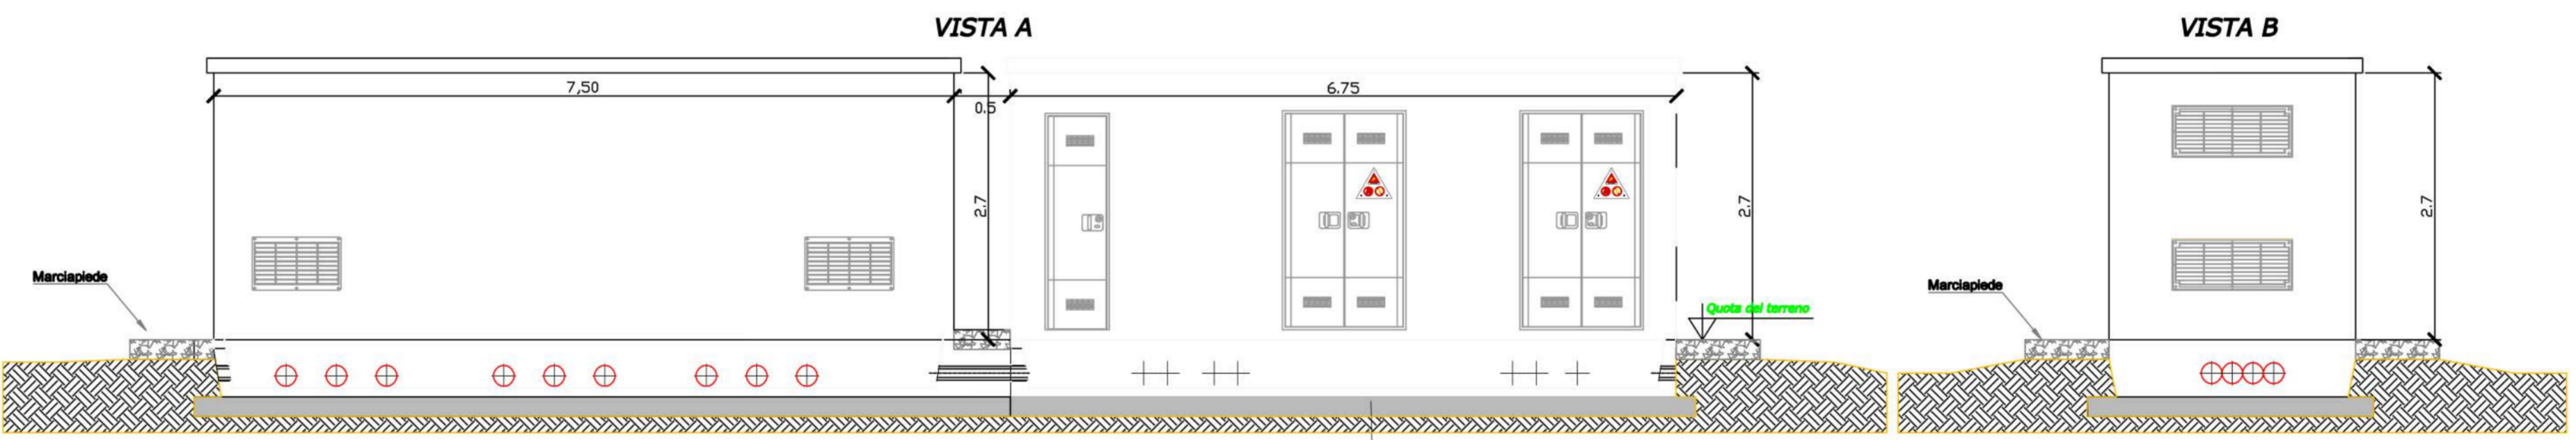 VISTA A
VISTA B
7,50
0.5
6.75
2.7
2.7
2.7
Marciapiede
Quota del terreno
Marciapiede